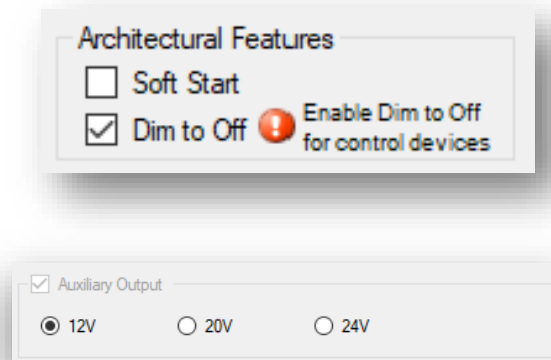 Architectural Features
Soft Start
Dim to Off
Enable Dim to Off
for control devices
Auxiliary Output
12V 20V 24V